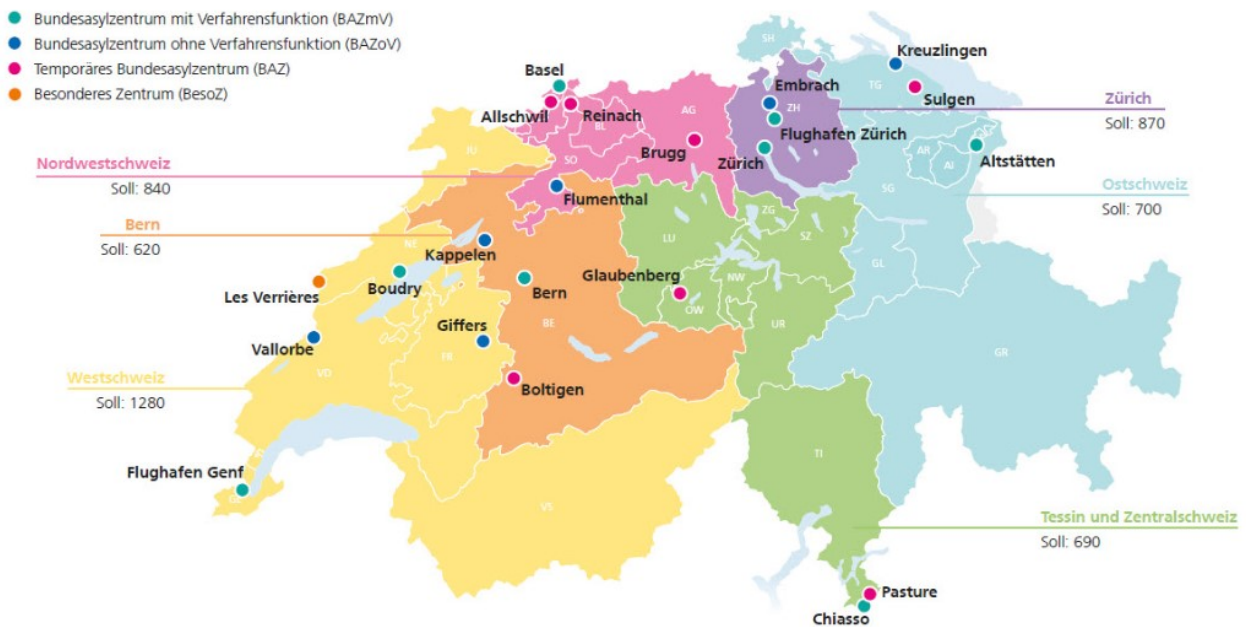 Bundesasylzentrum mit Verfahrensfunktion (BAZmV)
Bundesasylzentrum ohne Verfahrensfunktion (BAZoV)
Temporäres Bundesasylzentrum (BAZ)
Besonderes Zentrum (BesoZ)
SH
Kreuzlingen
Basel
Embrach
TG
Sulgen
Zürich
Soll: 870
Allschwil
Reinach
BL
AG
ZH
Flughafen Zürich
JU
SO
Brugg
Zürich
AR
AI
Altstätten
Nordwestschweiz
Soll: 840
Flumenthal
SG
Ostschweiz
Soll: 700
Bern
Soll: 620
ZG
LU
SZ
NE
Kappelen
GL
Boudry
Bern
Glaubenberg
NW
Les Verrières
OW
Giffers
BE
UR
Vallorbe
FR
GR
VD
Westschweiz
Soll: 1280
Boltigen
TI
Flughafen Genf
GE
VS
Tessin und Zentralschweiz
Soll: 690
Pasture
Chiasso